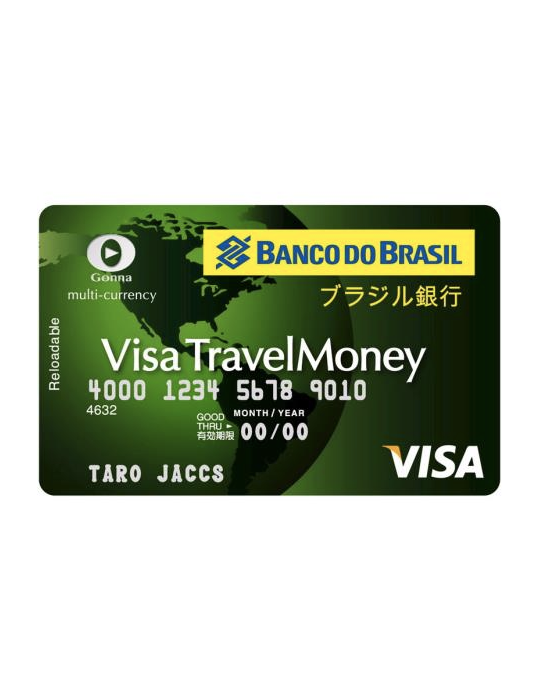 BANCO DO BRASIL
ブラジル銀行
Gonna
multi-currency
Reloadable
Visa TravelMoney
4000 1234 5678 9010
4632
MONTH / YEAR
GOOD
THRU ►
有効期限 00/00
TARO JACCS
VISA